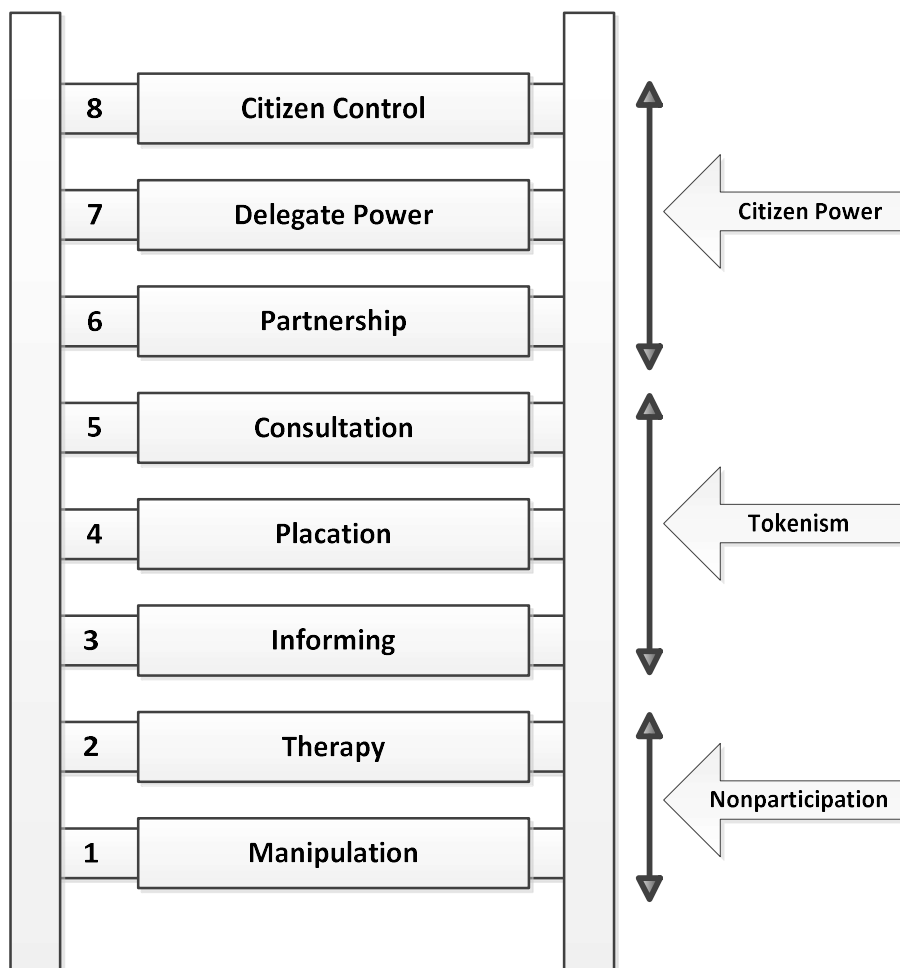 8 Citizen Control
7 Delegate Power
Citizen Power
6 Partnership
5 Consultation
4 Placation
Tokenism
3 Informing
2 Therapy
Nonparticipation
1 Manipulation